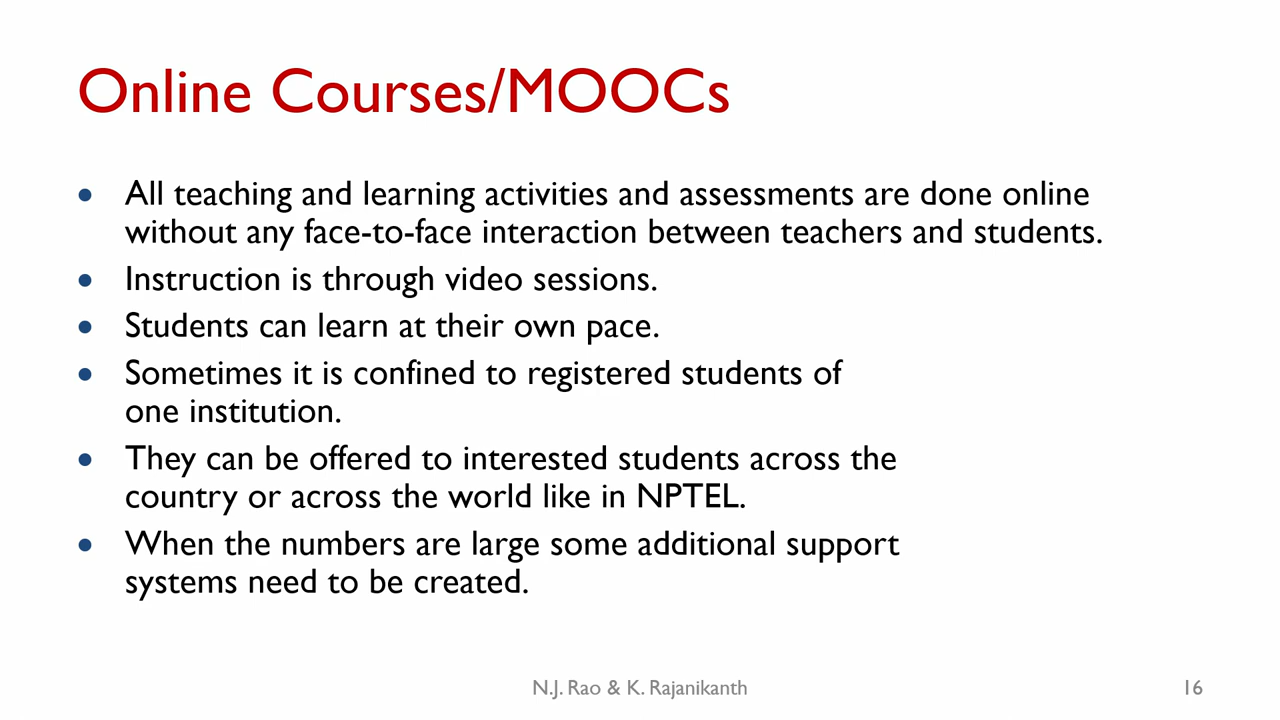 Online Courses/MOOCs
• All teaching and learning activities and assessments are done online
without any face-to-face interaction between teachers and students.
• Instruction is through video sessions.
• Students can learn at their own pace.
• Sometimes it is confined to registered students of
one institution.
• They can be offered to interested students across the
country or across the world like in NPTEL.
• When the numbers are large some additional support
systems need to be created.
N.J. Rao & K. Rajanikanth
16